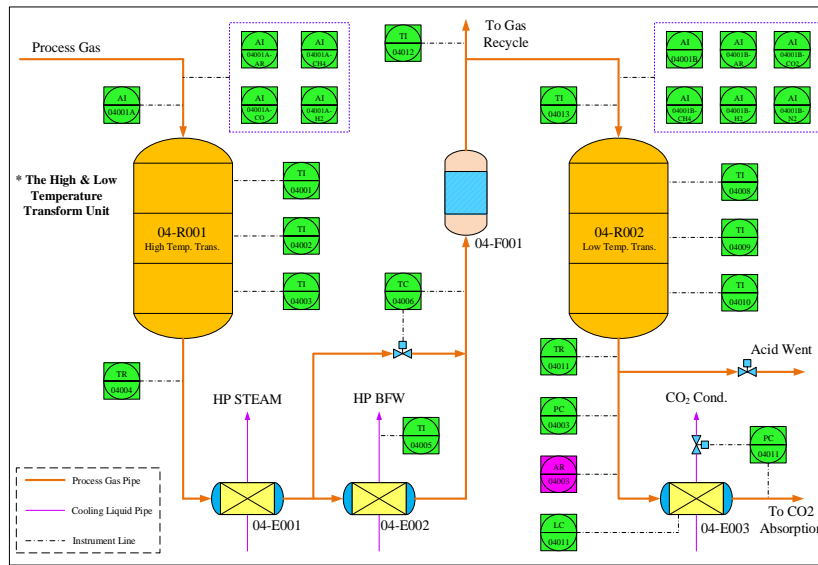 Process Gas
AI
04001A
AI
04001A-
AR
AI
04001A-
CH4
AI
04001A-
CO
AI
04001A-
H2
TI
04012
To Gas
Recycle
AI
04001B
AI
04001B-
AR
AI
04001B-
CO2
AI
04001B-
CH4
AI
04001B-
H2
AI
04001B-
N2
TI
04013
* The High & Low
Temperature
Transform Unit
04-R001
High Temp. Trans.
TI
04001
TI
04002
TI
04003
04-F001
TC
04006
04-R002
Low Temp. Trans.
TI
04008
TI
04009
TI
04010
TR
04004
HP STEAM
HP BFW
TI
04005
TR
04011
Acid Went
PC
04003
CO₂ Cond.
PC
04011
AR
04003
LC
04011
04-E001
04-E002
04-E003
To CO2
Absorption
Process Gas Pipe
Cooling Liquid Pipe
Instrument Line